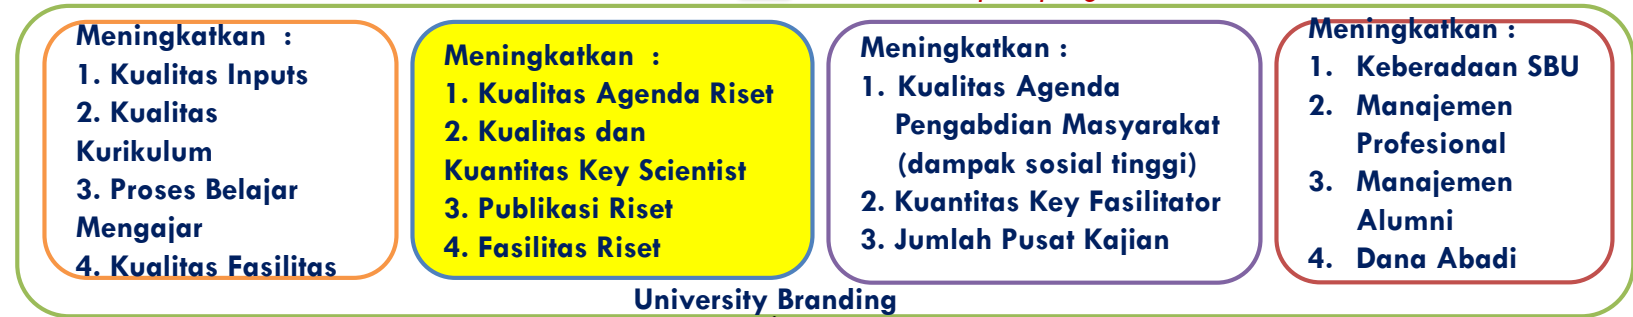 Meningkatkan :
1. Kualitas Inputs
2. Kualitas
Kurikulum
3. Proses Belajar
Mengajar
4. Kualitas Fasilitas
Meningkatkan :
1. Kualitas Agenda Riset
2. Kualitas dan
Kuantitas Key Scientist
3. Publikasi Riset
4. Fasilitas Riset
Meningkatkan :
1. Kualitas Agenda
Pengabdian Masyarakat
(dampak sosial tinggi)
2. Kuantitas Key Fasilitator
3. Jumlah Pusat Kajian
Meningkatkan :
1. Keberadaan SBU
2. Manajemen
Profesional
3. Manajemen
Alumni
4. Dana Abadi
University Branding